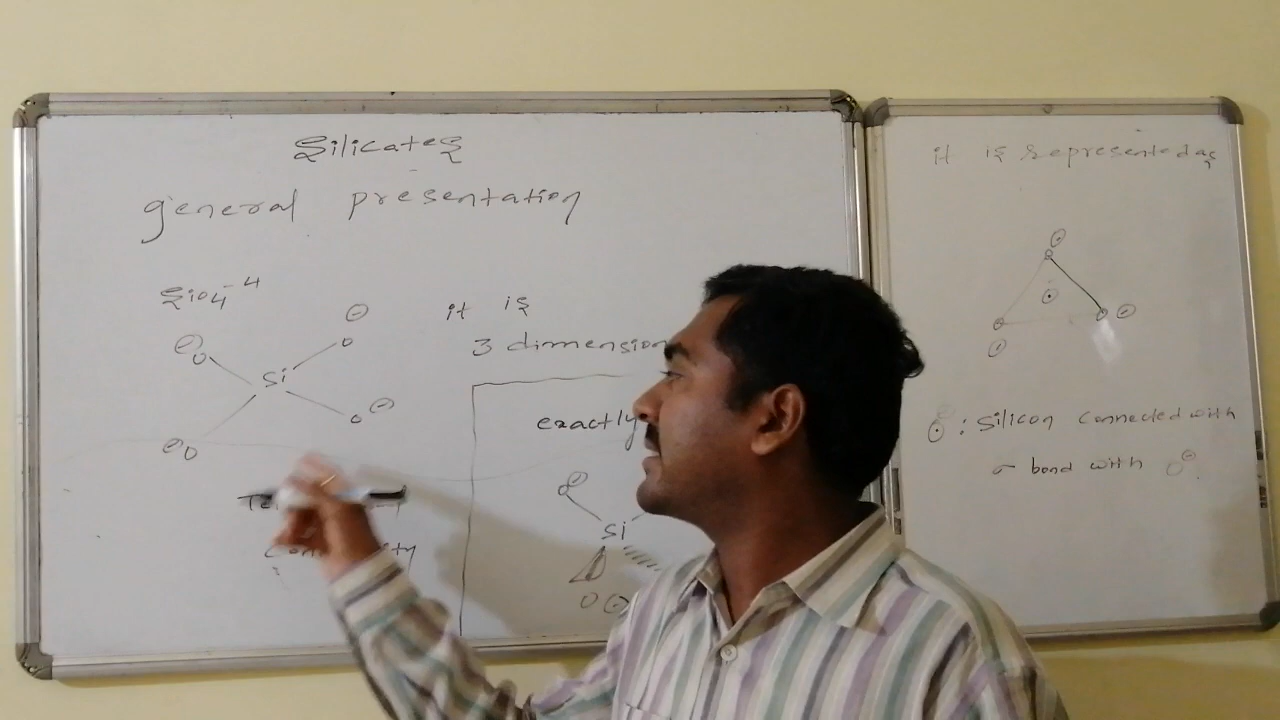 Silicates
general presentation
SiO4 -4
it is
3 dimension
⊖ O
O ⊖
Si
⊖ O
O ⊖
exactly
O ⊖
Si
O ⊖
it is represented as
: Silicon Connected with
σ bond with O⊖